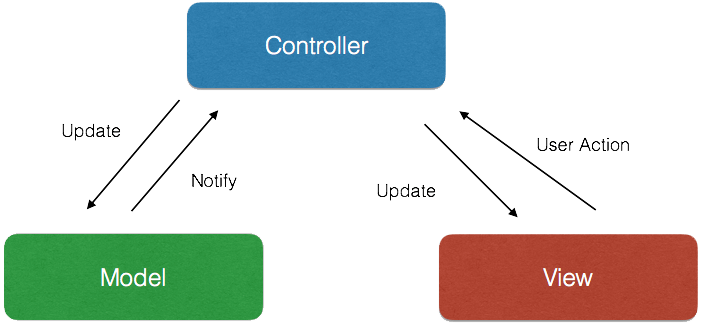 Controller
Update
Notify
User Action
Update
Model
View